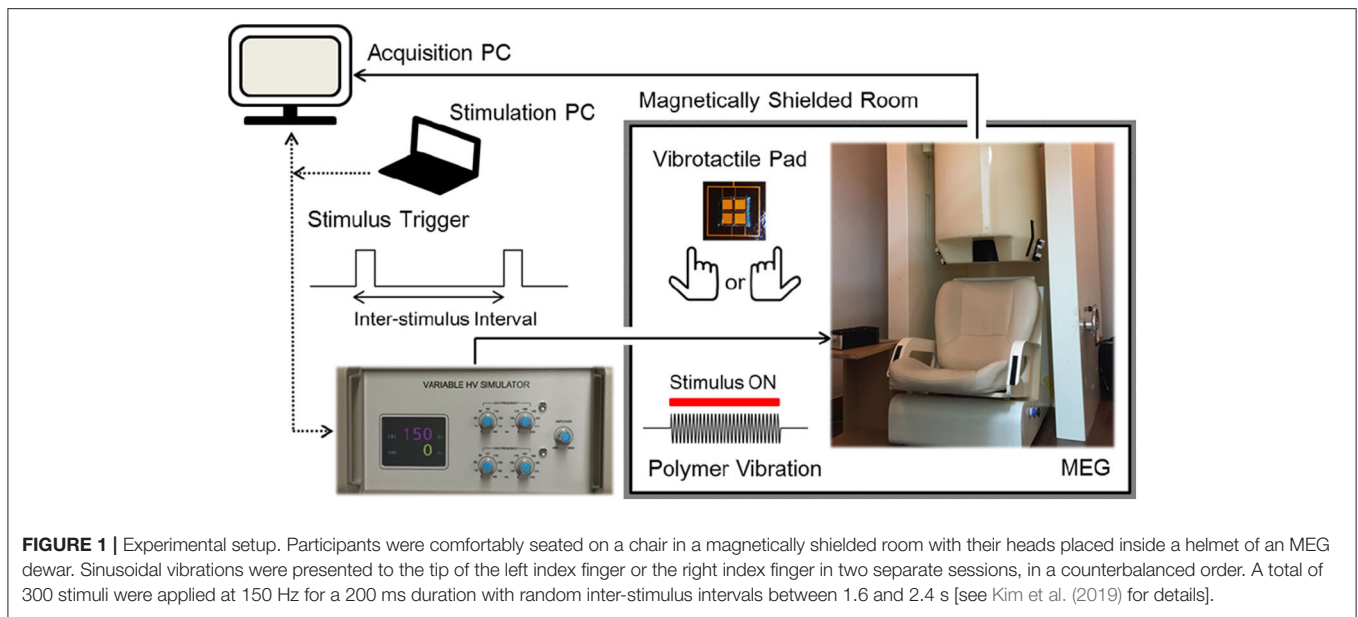 Acquisition PC
Stimulation PC
Magnetically Shielded Room
Vibrotactile Pad
Stimulus Trigger
or
Inter-stimulus Interval
VARIABLE HV SIMULATOR
150
0
Stimulus ON
Polymer Vibration
MEG
FIGURE 1 | Experimental setup. Participants were comfortably seated on a chair in a magnetically shielded room with their heads placed inside a helmet of an MEG
dewar. Sinusoidal vibrations were presented to the tip of the left index finger or the right index finger in two separate sessions, in a counterbalanced order. A total of
300 stimuli were applied at 150 Hz for a 200 ms duration with random inter-stimulus intervals between 1.6 and 2.4 s [see Kim et al. (2019) for details].